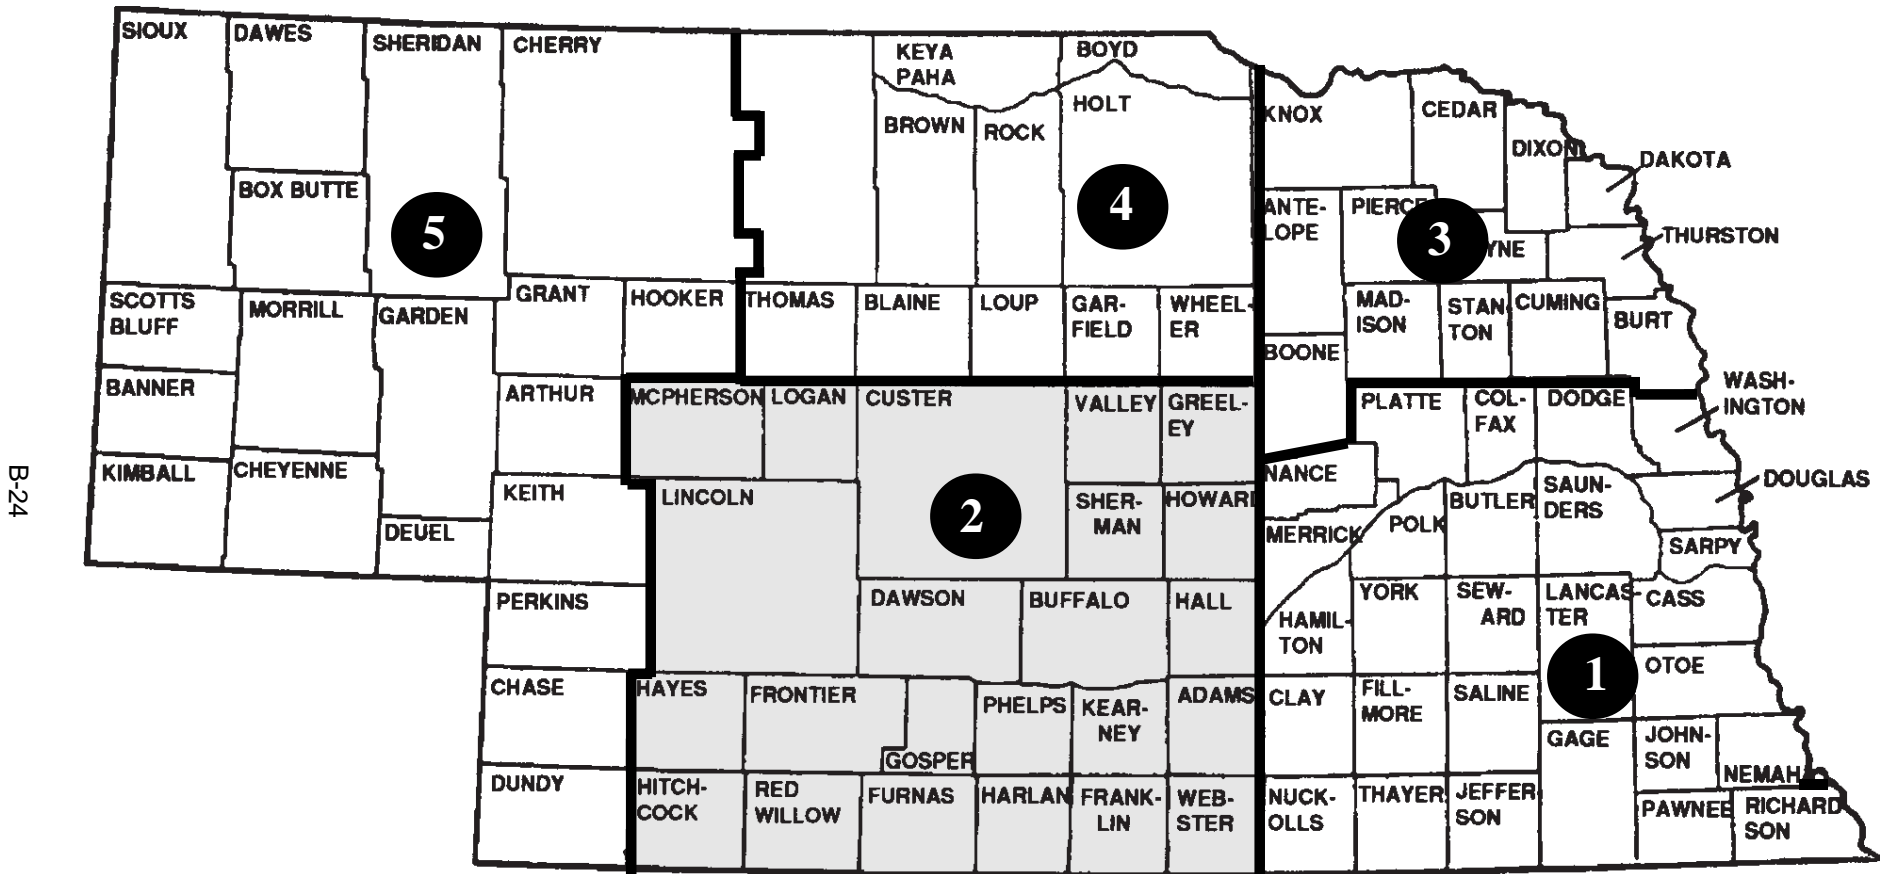 SIOUX
DAWES
SHERIDAN
CHERRY
KEYA
PAHA
BOYD
HOLT
BROWN
ROCK
KNOX
CEDAR
DIXON
DAKOTA
BOX BUTTE
5
4
ANTE-
LOPE
PIERCE
3
YNE
THURSTON
SCOTTS
BLUFF
MORRILL
GARDEN
GRANT
HOOKER
THOMAS
BLAINE
LOUP
GAR-
FIELD
WHEEL-
ER
MAD-
ISON
STAN-
TON
CUMING
BURT
BOONE
BANNER
ARTHUR
MCPHERSON
LOGAN
CUSTER
VALLEY
GREEL-
EY
PLATTE
COL-
FAX
DODGE
WASH-
INGTON
KIMBALL
CHEYENNE
KEITH
LINCOLN
2
SHER-
MAN
HOWARD
NANCE
MERRICK
POLK
BUTLER
SAUN-
DERS
DOUGLAS
SARPY
DEUEL
PERKINS
DAWSON
BUFFALO
HALL
HAMIL-
TON
YORK
SEW-
ARD
LANCAS-
TER
CASS
CHASE
HAYES
FRONTIER
GOSPER
PHELPS
KEAR-
NEY
ADAMS
CLAY
FILL-
MORE
SALINE
1
OTOE
GAGE
JOHN-
SON
NEMAH
DUNDY
HITCH-
COCK
RED
WILLOW
FURNAS
HARLAN
FRANK-
LIN
WEB-
STER
NUCK-
OLLS
THAYER
JEFFER
SON
PAWNEE
RICHARD
SON
B-24